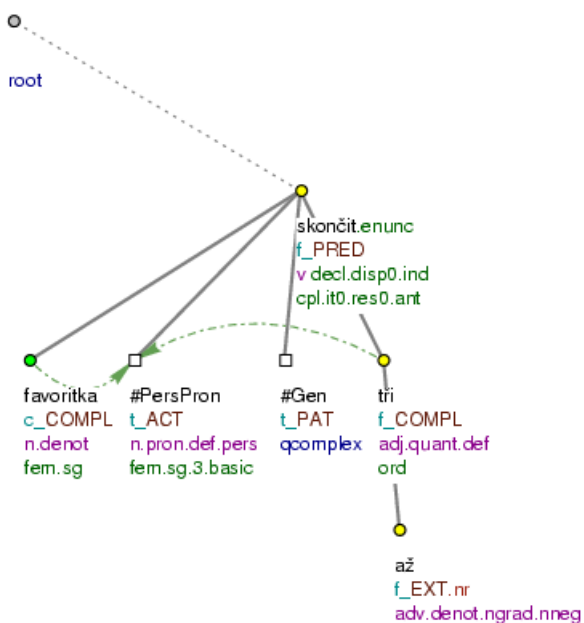 root
skončit.enunc
f_PRED
v decl.disp0.ind
cpl.it0.res0.ant
favoritka
c_COMPL
n.denot
fem.sg
#PersPron
t_ACT
n.pron.def.pers
fem.sg.3.basic
#Gen
t_PAT
qcomplex
tři
f_COMPL
adj.quant.def
ord
až
f_EXT.nr
adv.denot.ngrad.nneg